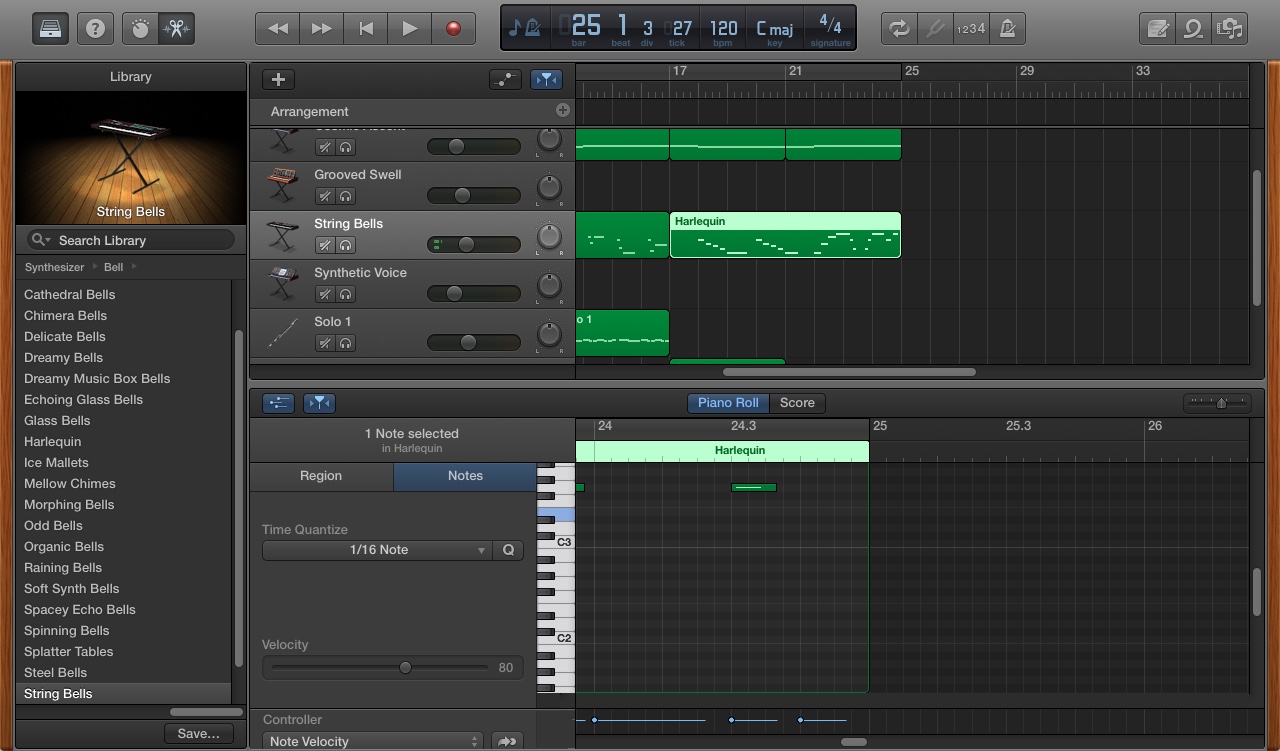 25 1 3 27 120 C maj 4/4
bar beat div tick bpm key signature
1234
Library
String Bells
Search Library
Synthesizer Bell
Cathedral Bells
Chimera Bells
Delicate Bells
Dreamy Bells
Dreamy Music Box Bells
Echoing Glass Bells
Glass Bells
Harlequin
Ice Mallets
Mellow Chimes
Morphing Bells
Odd Bells
Organic Bells
Raining Bells
Soft Synth Bells
Spacey Echo Bells
Spinning Bells
Splatter Tables
Steel Bells
String Bells
Save...
17 21 25 29 33
Arrangement
L R
Grooved Swell
L R
String Bells
L R
Harlequin
Synthetic Voice
L R
Solo 1
L R
o 1
Piano Roll Score
1 Note selected
in Harlequin
24 24.3 25 25.3 26
Harlequin
Region Notes
Time Quantize
1/16 Note Q
C3
C2
Velocity
80
Controller
Note Velocity